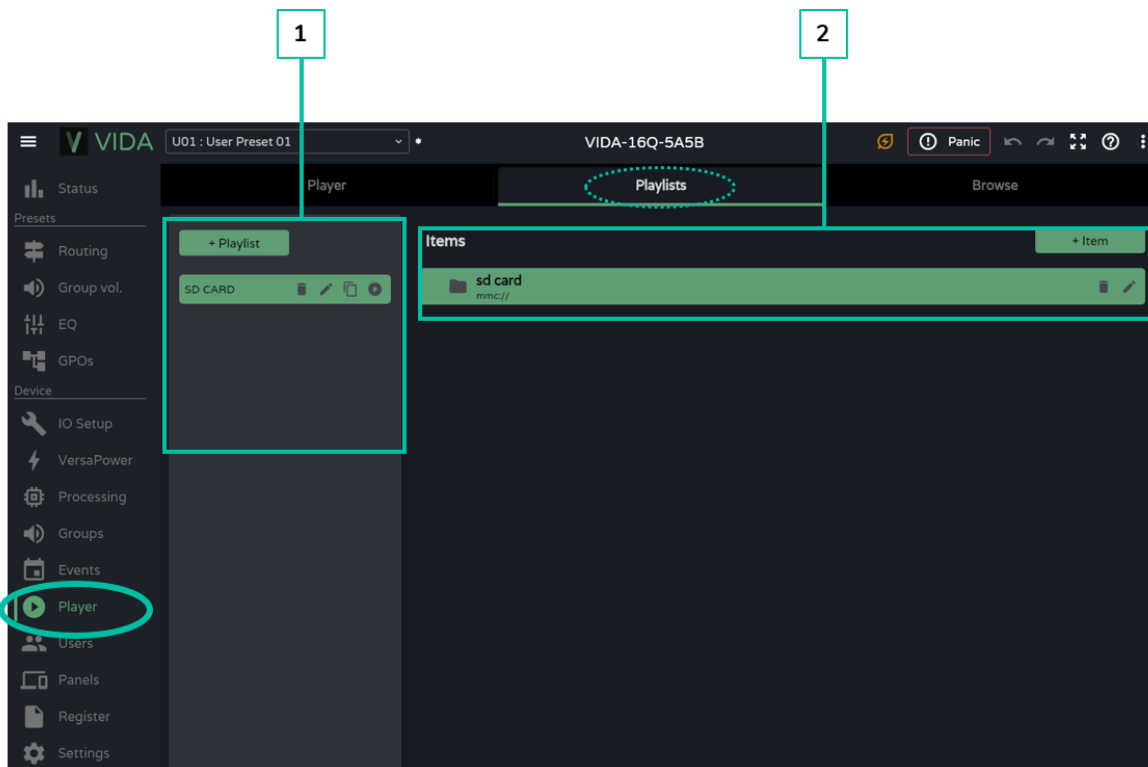 1
2
VIDA
U01 : User Preset 01
VIDA-16Q-5A5B
Panic
Status
Presets
Routing
Group vol.
EQ
GPOs
Device
IO Setup
VersaPower
Processing
Groups
Events
Player
Users
Panels
Register
Settings
Player
Playlists
Browse
+ Playlist
SD CARD
Items
+ Item
sd card
mmc://